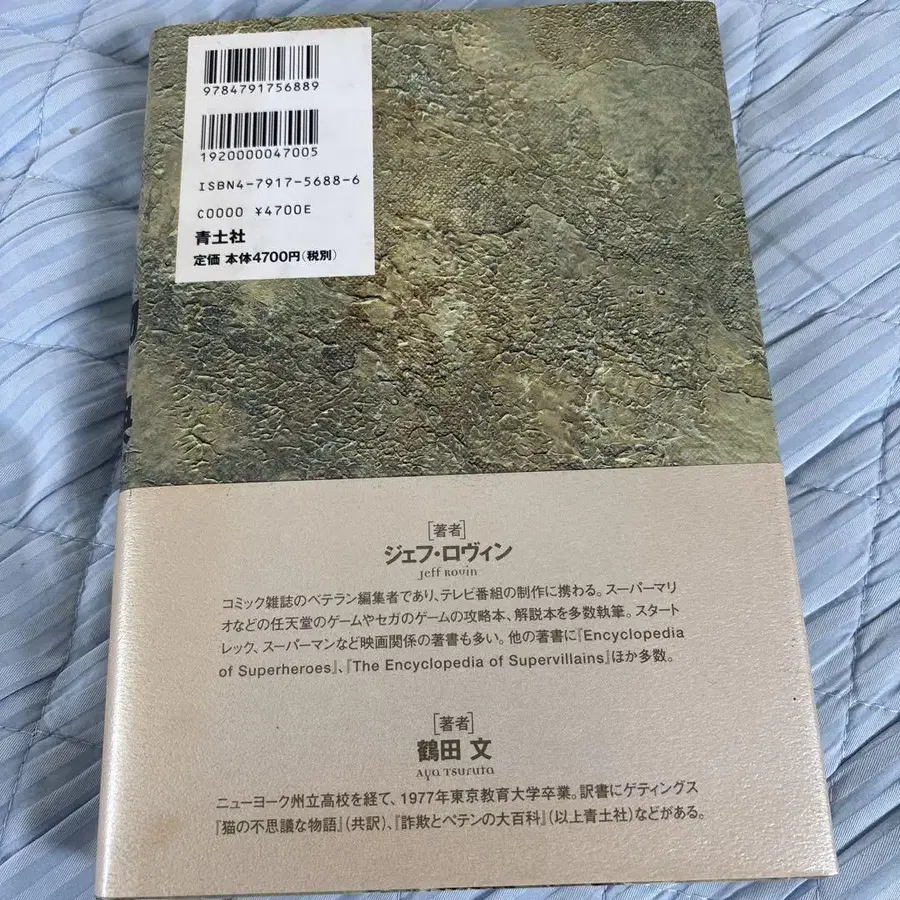 9784791756889
1920000047005
ISBN4-7917-5688-6
C0000 ¥4700E
青土社
定価 本体4700円(税別)
[著者]
ジェフ・ロヴィン
Jeff Rovin
コミック雑誌のベテラン編集者であり、テレビ番組の制作に携わる。スーパーマリ
オなどの任天堂のゲームやセガのゲームの攻略本、解説本を多数執筆。スタート
レック、スーパーマンなど映画関係の著書も多い。他の著書に『Encyclopedia
of Superheroes』、『The Encyclopedia of Supervillains』ほか多数。
[著者]
鶴田 文
Aya Tsuruta
ニューヨーク州立高校を経て、1977年東京教育大学卒業。訳書にゲティングス
『猫の不思議な物語』(共訳)、『詐欺とペテンの大百科』(以上青土社)などがある。